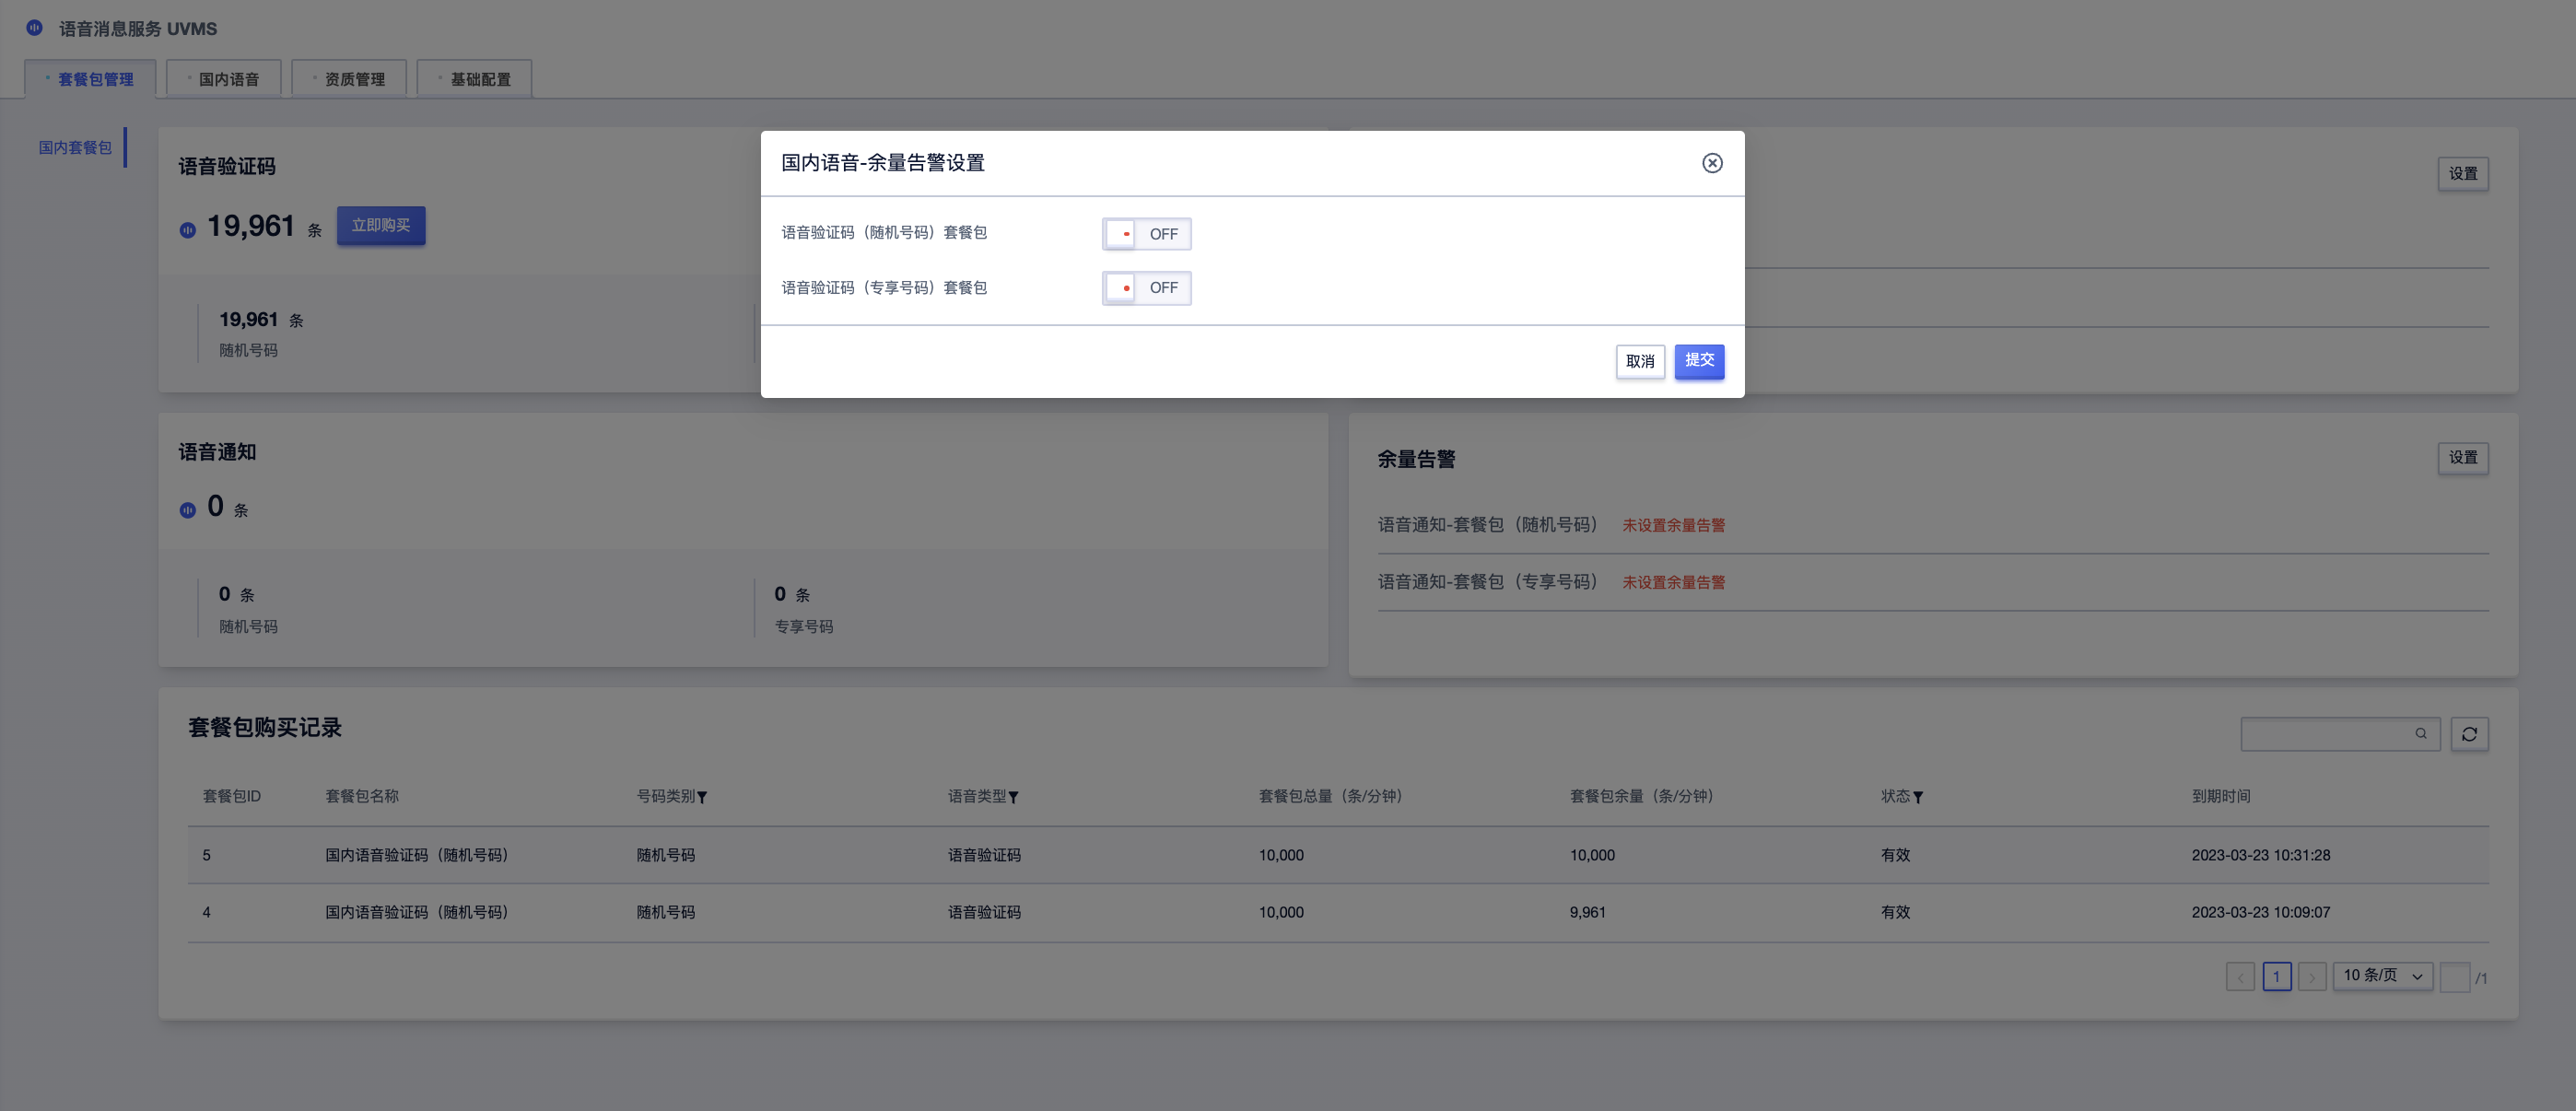 语音消息服务 UVMS
套餐包管理
国内语音
资质管理
基础配置
国内套餐包
语音验证码
19,961 条
立即购买
19,961 条
随机号码
设置
国内语音-余量告警设置
语音验证码（随机号码）套餐包
OFF
语音验证码（专享号码）套餐包
OFF
取消
提交
语音通知
0 条
0 条
随机号码
0 条
专享号码
余量告警
设置
语音通知-套餐包（随机号码） 未设置余量告警
语音通知-套餐包（专享号码） 未设置余量告警
套餐包购买记录
套餐包ID 套餐包名称 号码类别 语音类型 套餐包总量（条/分钟） 套餐包余量（条/分钟） 状态 到期时间
5 国内语音验证码（随机号码） 随机号码 语音验证码 10,000 10,000 有效 2023-03-23 10:31:28
4 国内语音验证码（随机号码） 随机号码 语音验证码 10,000 9,961 有效 2023-03-23 10:09:07
1 10 条/页 /1